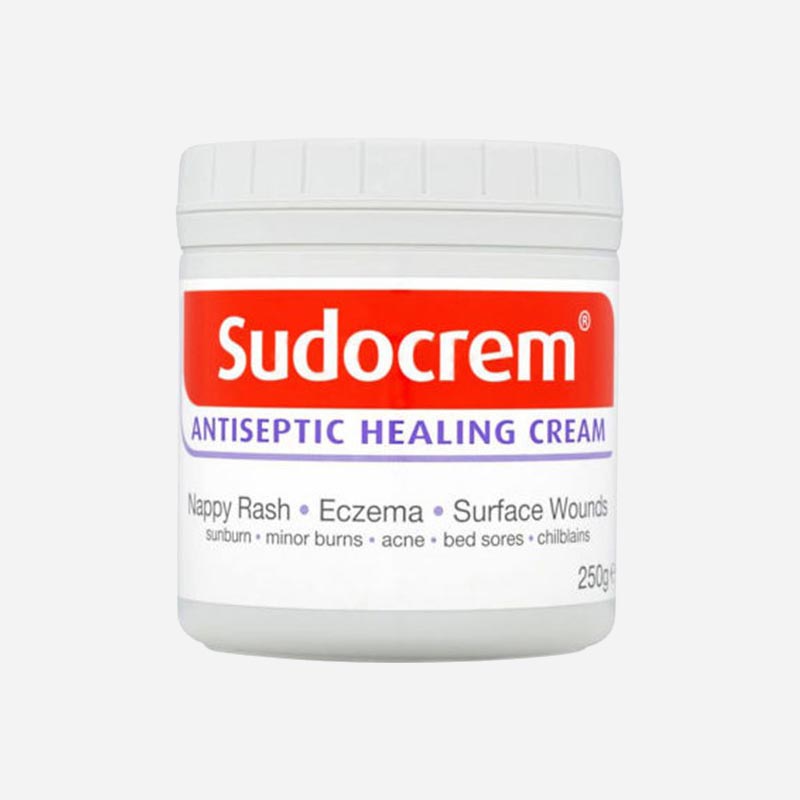 Sudocrem®
ANTISEPTIC HEALING CREAM
Nappy Rash • Eczema • Surface Wounds
sunburn • minor burns • acne • bed sores • chilblains
250g